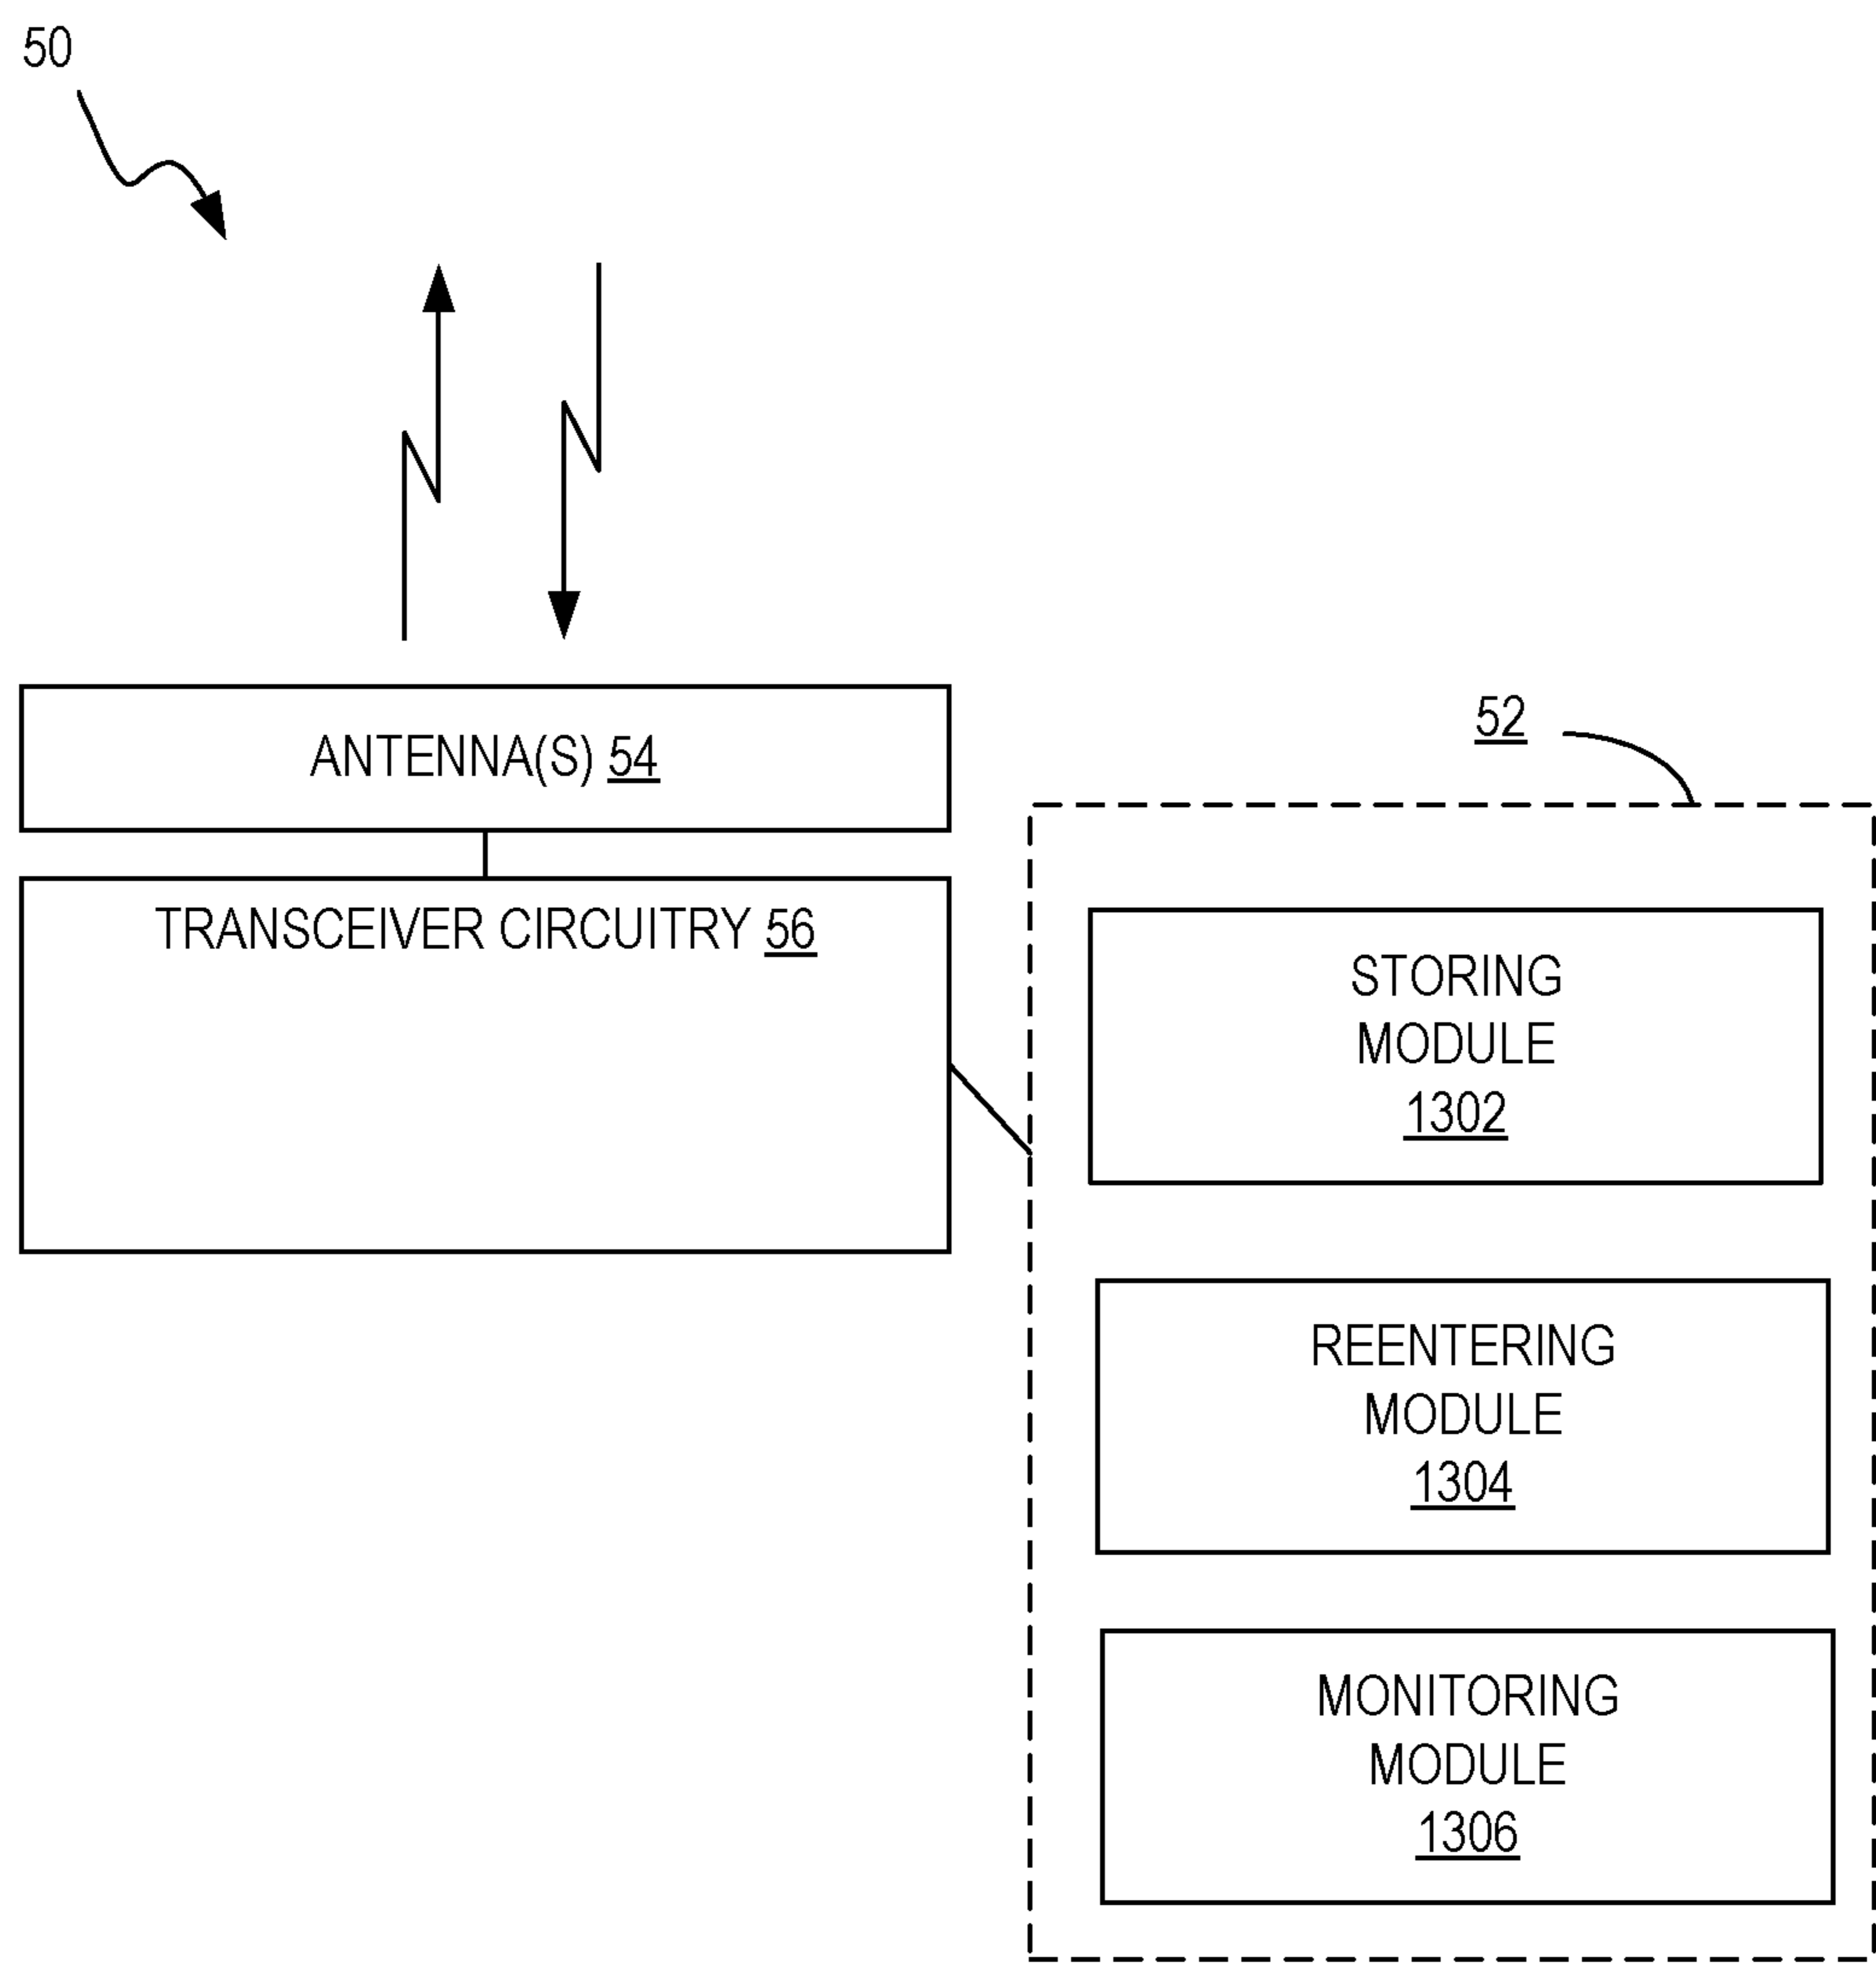 50
ANTENNA(S) 54
TRANSCEIVER CIRCUITRY 56
52
STORING
MODULE
1302
REENTERING
MODULE
1304
MONITORING
MODULE
1306